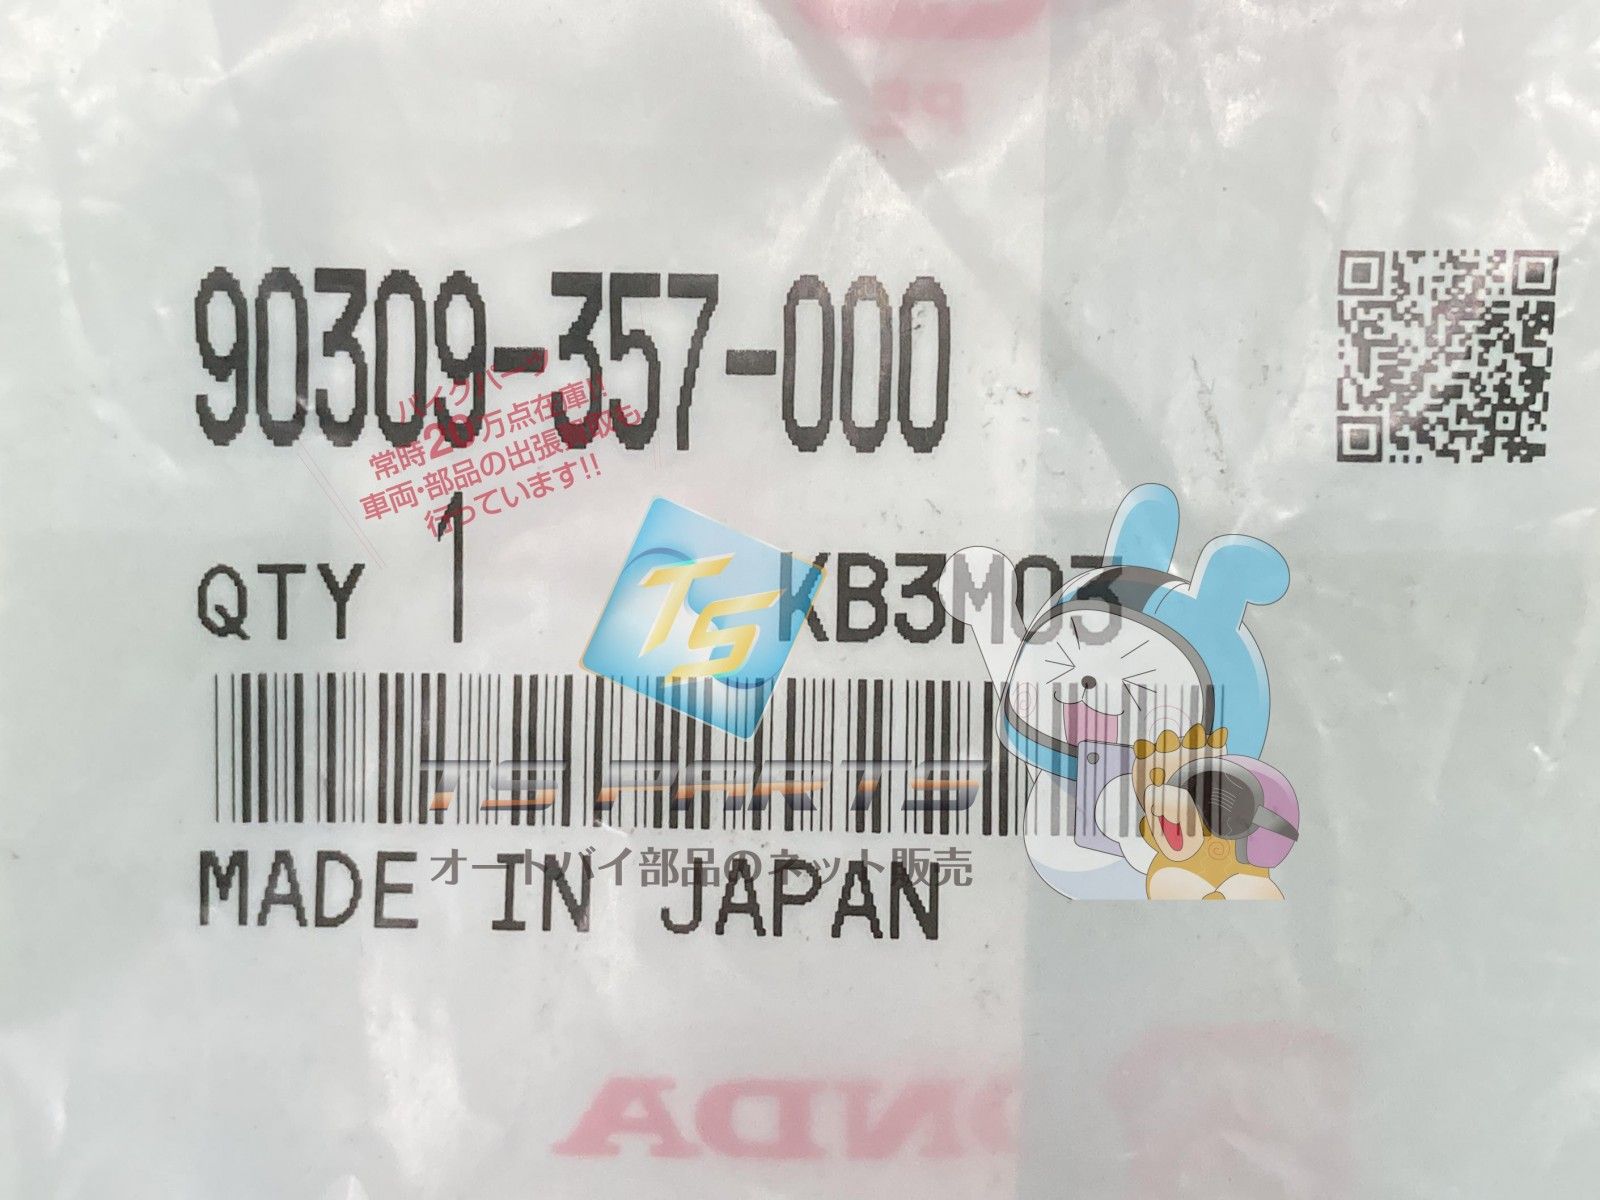 90309-357-000
バイクパーツ
常時20万点在庫!!
車両・部品の出張買取も
行っています!!
QTY 1 KB3M03
TS
TS PARTS
オートバイ部品のネット販売
MADE IN JAPAN